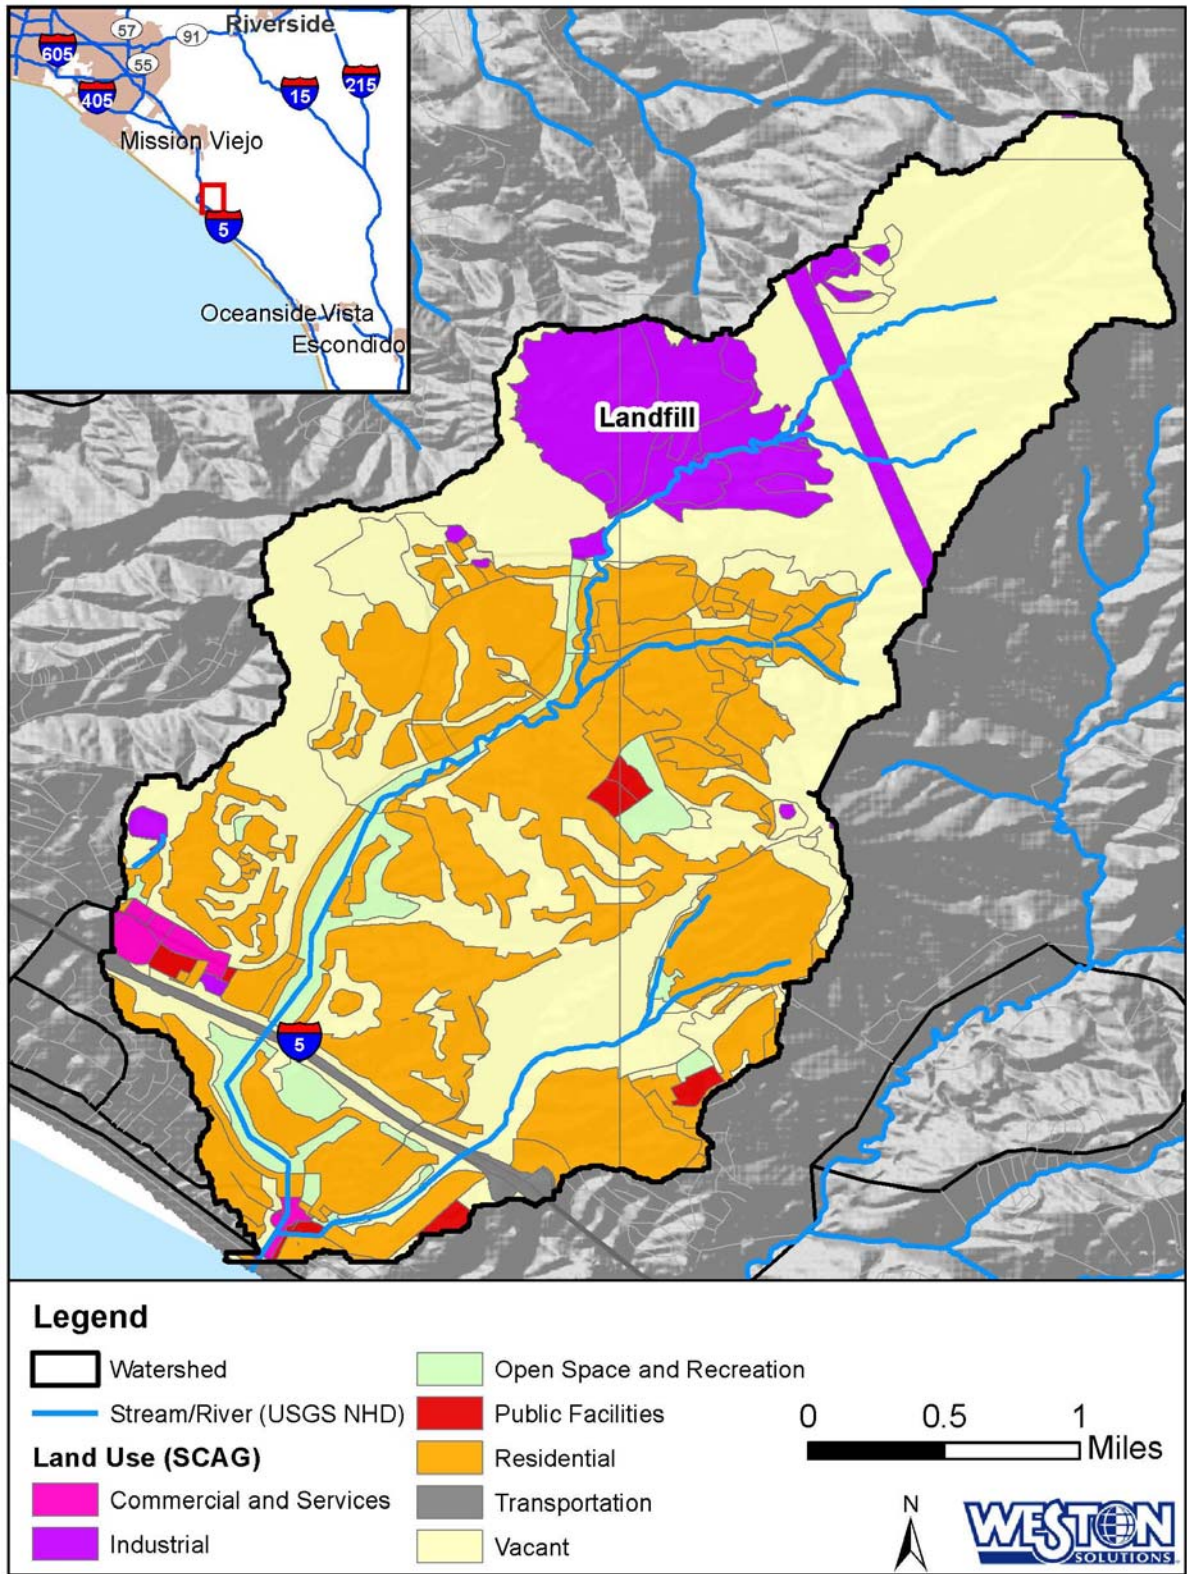 Riverside
57
91
605
55
405
15
215
Mission Viejo
5
Oceanside Vista
Escondido
Landfill
5
Legend
Watershed
Stream/River (USGS NHD)
Land Use (SCAG)
Commercial and Services
Industrial
Open Space and Recreation
Public Facilities
Residential
Transportation
Vacant
0 0.5 1
Miles
N
WESTON
SOLUTIONS